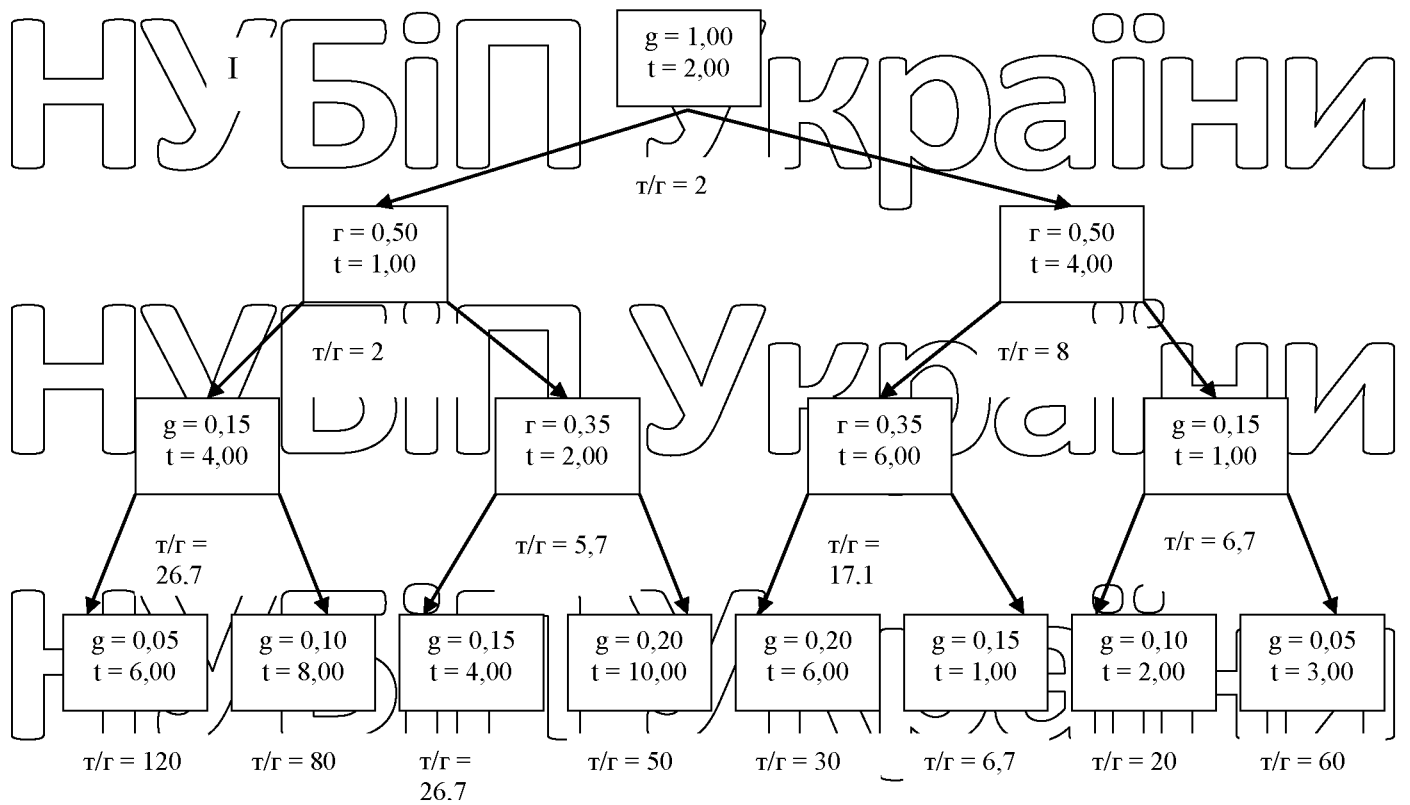 НУБіП України
I
g = 1,00
t = 2,00
т/г = 2
г = 0,50
t = 1,00
г = 0,50
t = 4,00
НУБіП України
т/г = 2
т/г = 8
g = 0,15
t = 4,00
г = 0,35
t = 2,00
г = 0,35
t = 6,00
g = 0,15
t = 1,00
т/г =
26,7
т/г = 5,7
т/г =
17,1
т/г = 6,7
НУБіП України
g = 0,05
t = 6,00
g = 0,10
t = 8,00
g = 0,15
t = 4,00
g = 0,20
t = 10,00
g = 0,20
t = 6,00
g = 0,15
t = 1,00
g = 0,10
t = 2,00
g = 0,05
t = 3,00
т/г = 120
т/г = 80
т/г =
26,7
т/г = 50
т/г = 30
т/г = 6,7
т/г = 20
т/г = 60